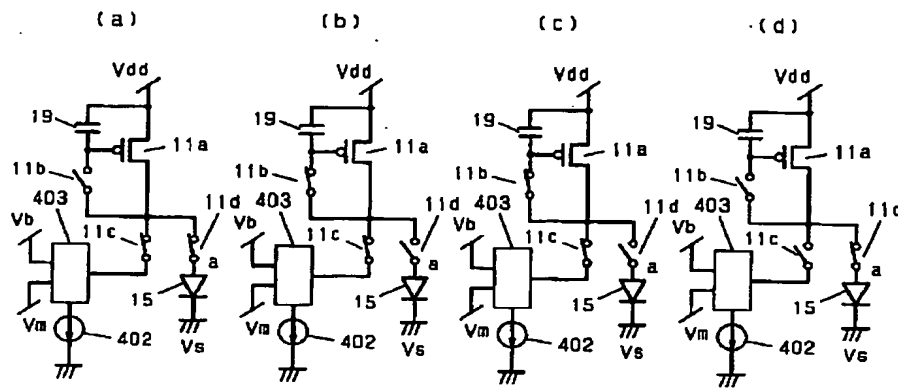 (a) (b) (c) (d)
Vdd Vdd Vdd Vdd
19 19 19 19
11a 11a 11a 11a
11b 11b 11b 11b
403 403 403 403
11d 11d 11d 11d
Vb Vb Vb Vb
11c 11c 11c 11c
a a a a
15 15 15 15
Vm Vm Vm Vm
402 402 402 402
Vs Vs Vs Vs